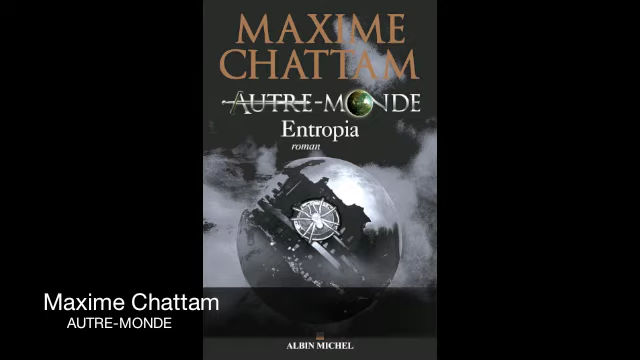 MAXIME
CHATTAM
AUTRE-MONDE
Entropia
roman
Maxime Chattam
AUTRE-MONDE
ALBIN MICHEL